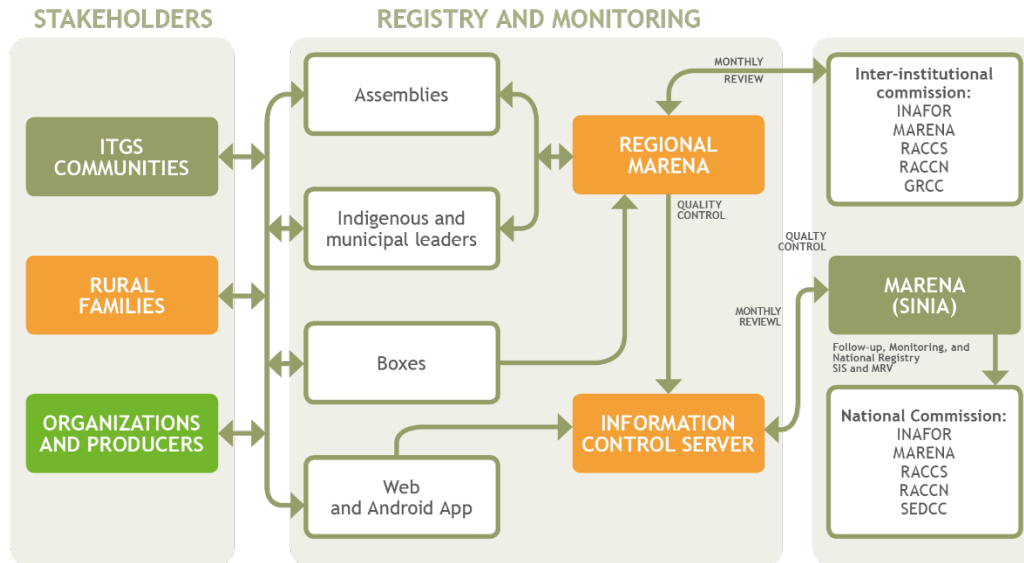 STAKEHOLDERS
REGISTRY AND MONITORING
ITGS
COMMUNITIES
RURAL
FAMILIES
ORGANIZATIONS
AND PRODUCERS
Assemblies
Indigenous and
municipal leaders
Boxes
Web
and Android App
MONTHLY
REVIEW
REGIONAL
MARENA
QUALITY
CONTROL
INFORMATION
CONTROL SERVER
QUALTY
CONTROL
MONTHLY
REVIEWL
Inter-institutional
commission:
INAFOR
MARENA
RACCS
RACCN
GRCC
MARENA
(SINIA)
Follow-up, Monitoring, and
National Registry
SIS and MRV
National Commission:
INAFOR
MARENA
RACCS
RACCN
SEDCC